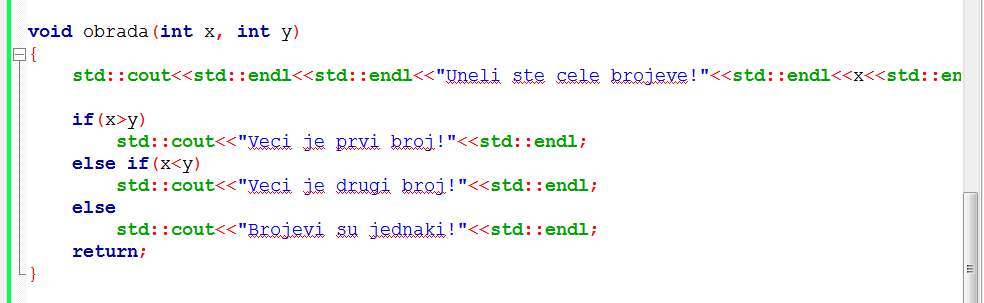 void obrada(int x, int y)
{
std::cout<<std::endl<<std::endl<<"Uneli ste cele brojeve!"<<std::endl<<x<<std::en
if(x>y)
std::cout<<"Veci je prvi broj!"<<std::endl;
else if(x<y)
std::cout<<"Veci je drugi broj!"<<std::endl;
else
std::cout<<"Brojevi su jednaki!"<<std::endl;
return;
}